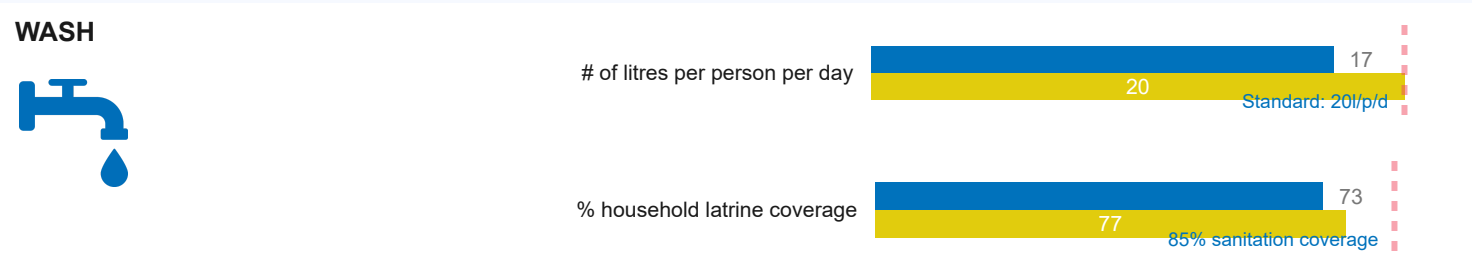 WASH
# of litres per person per day
17
20
Standard: 20l/p/d
% household latrine coverage
73
77
85% sanitation coverage